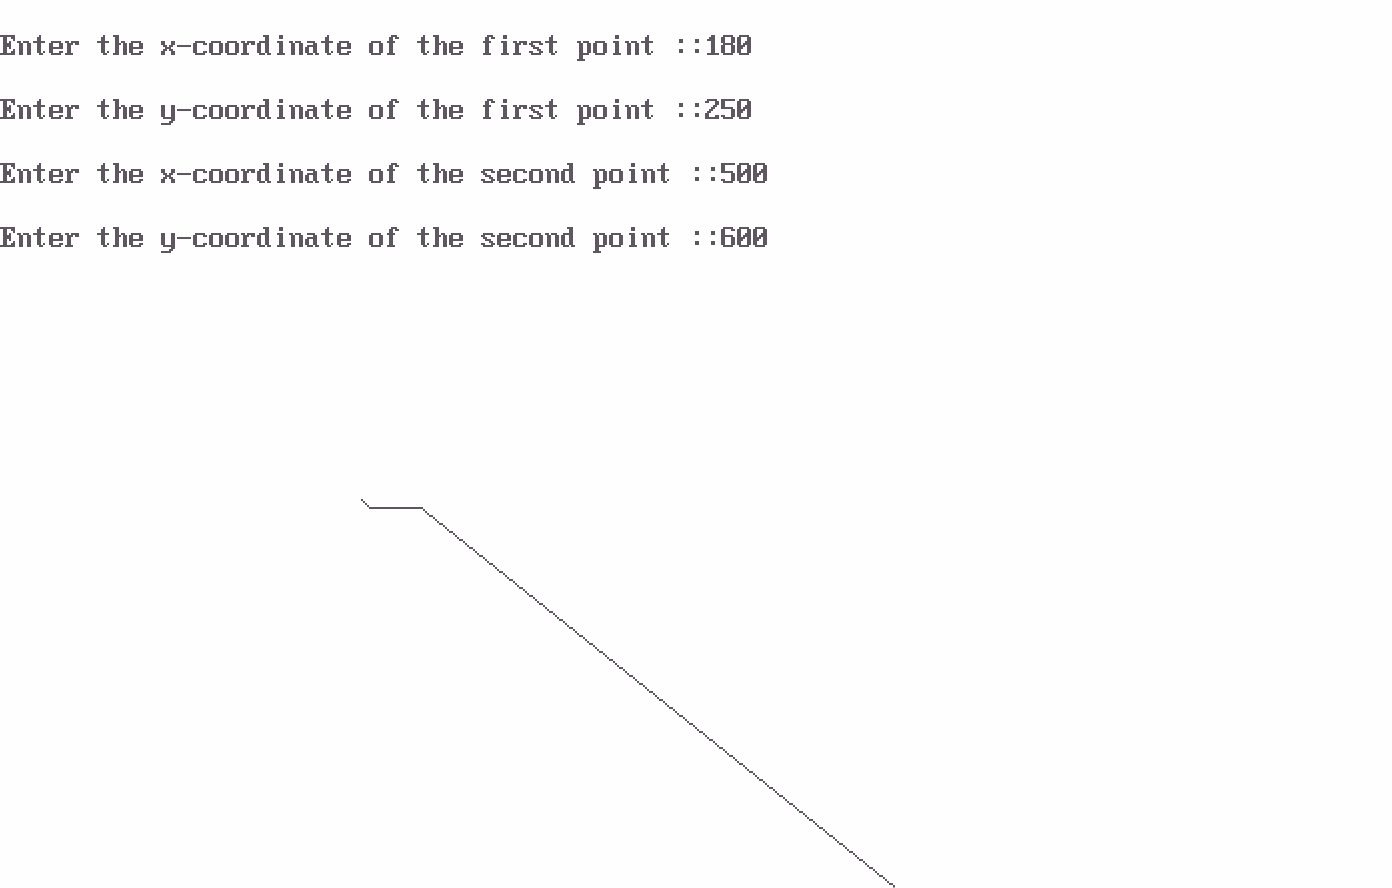 Enter the x-coordinate of the first point ::180
Enter the y-coordinate of the first point ::250
Enter the x-coordinate of the second point ::500
Enter the y-coordinate of the second point ::600